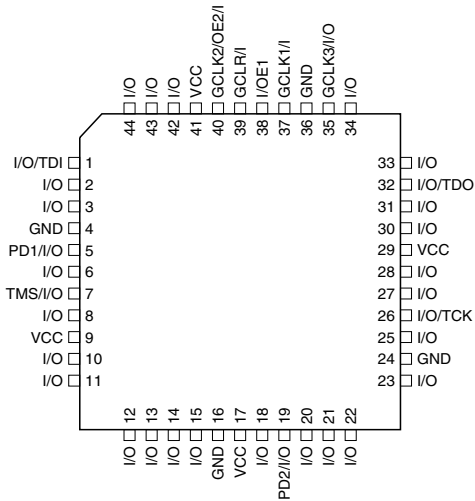 I/O
I/O
I/O
VCC
GCLK2/OE2/I
GCLR/I
I/OE1
GCLK1/I
GND
GCLK3/I/O
I/O
44
43
42
41
40
39
38
37
36
35
34
I/O/TDI 1
I/O 2
I/O 3
GND 4
PD1/I/O 5
I/O 6
TMS/I/O 7
I/O 8
VCC 9
I/O 10
I/O 11
33 I/O
32 I/O/TDO
31 I/O
30 I/O
29 VCC
28 I/O
27 I/O
26 I/O/TCK
25 I/O
24 GND
23 I/O
12
13
14
15
16
17
18
19
20
21
22
I/O
I/O
I/O
I/O
GND
VCC
I/O
PD2/I/O
I/O
I/O
I/O